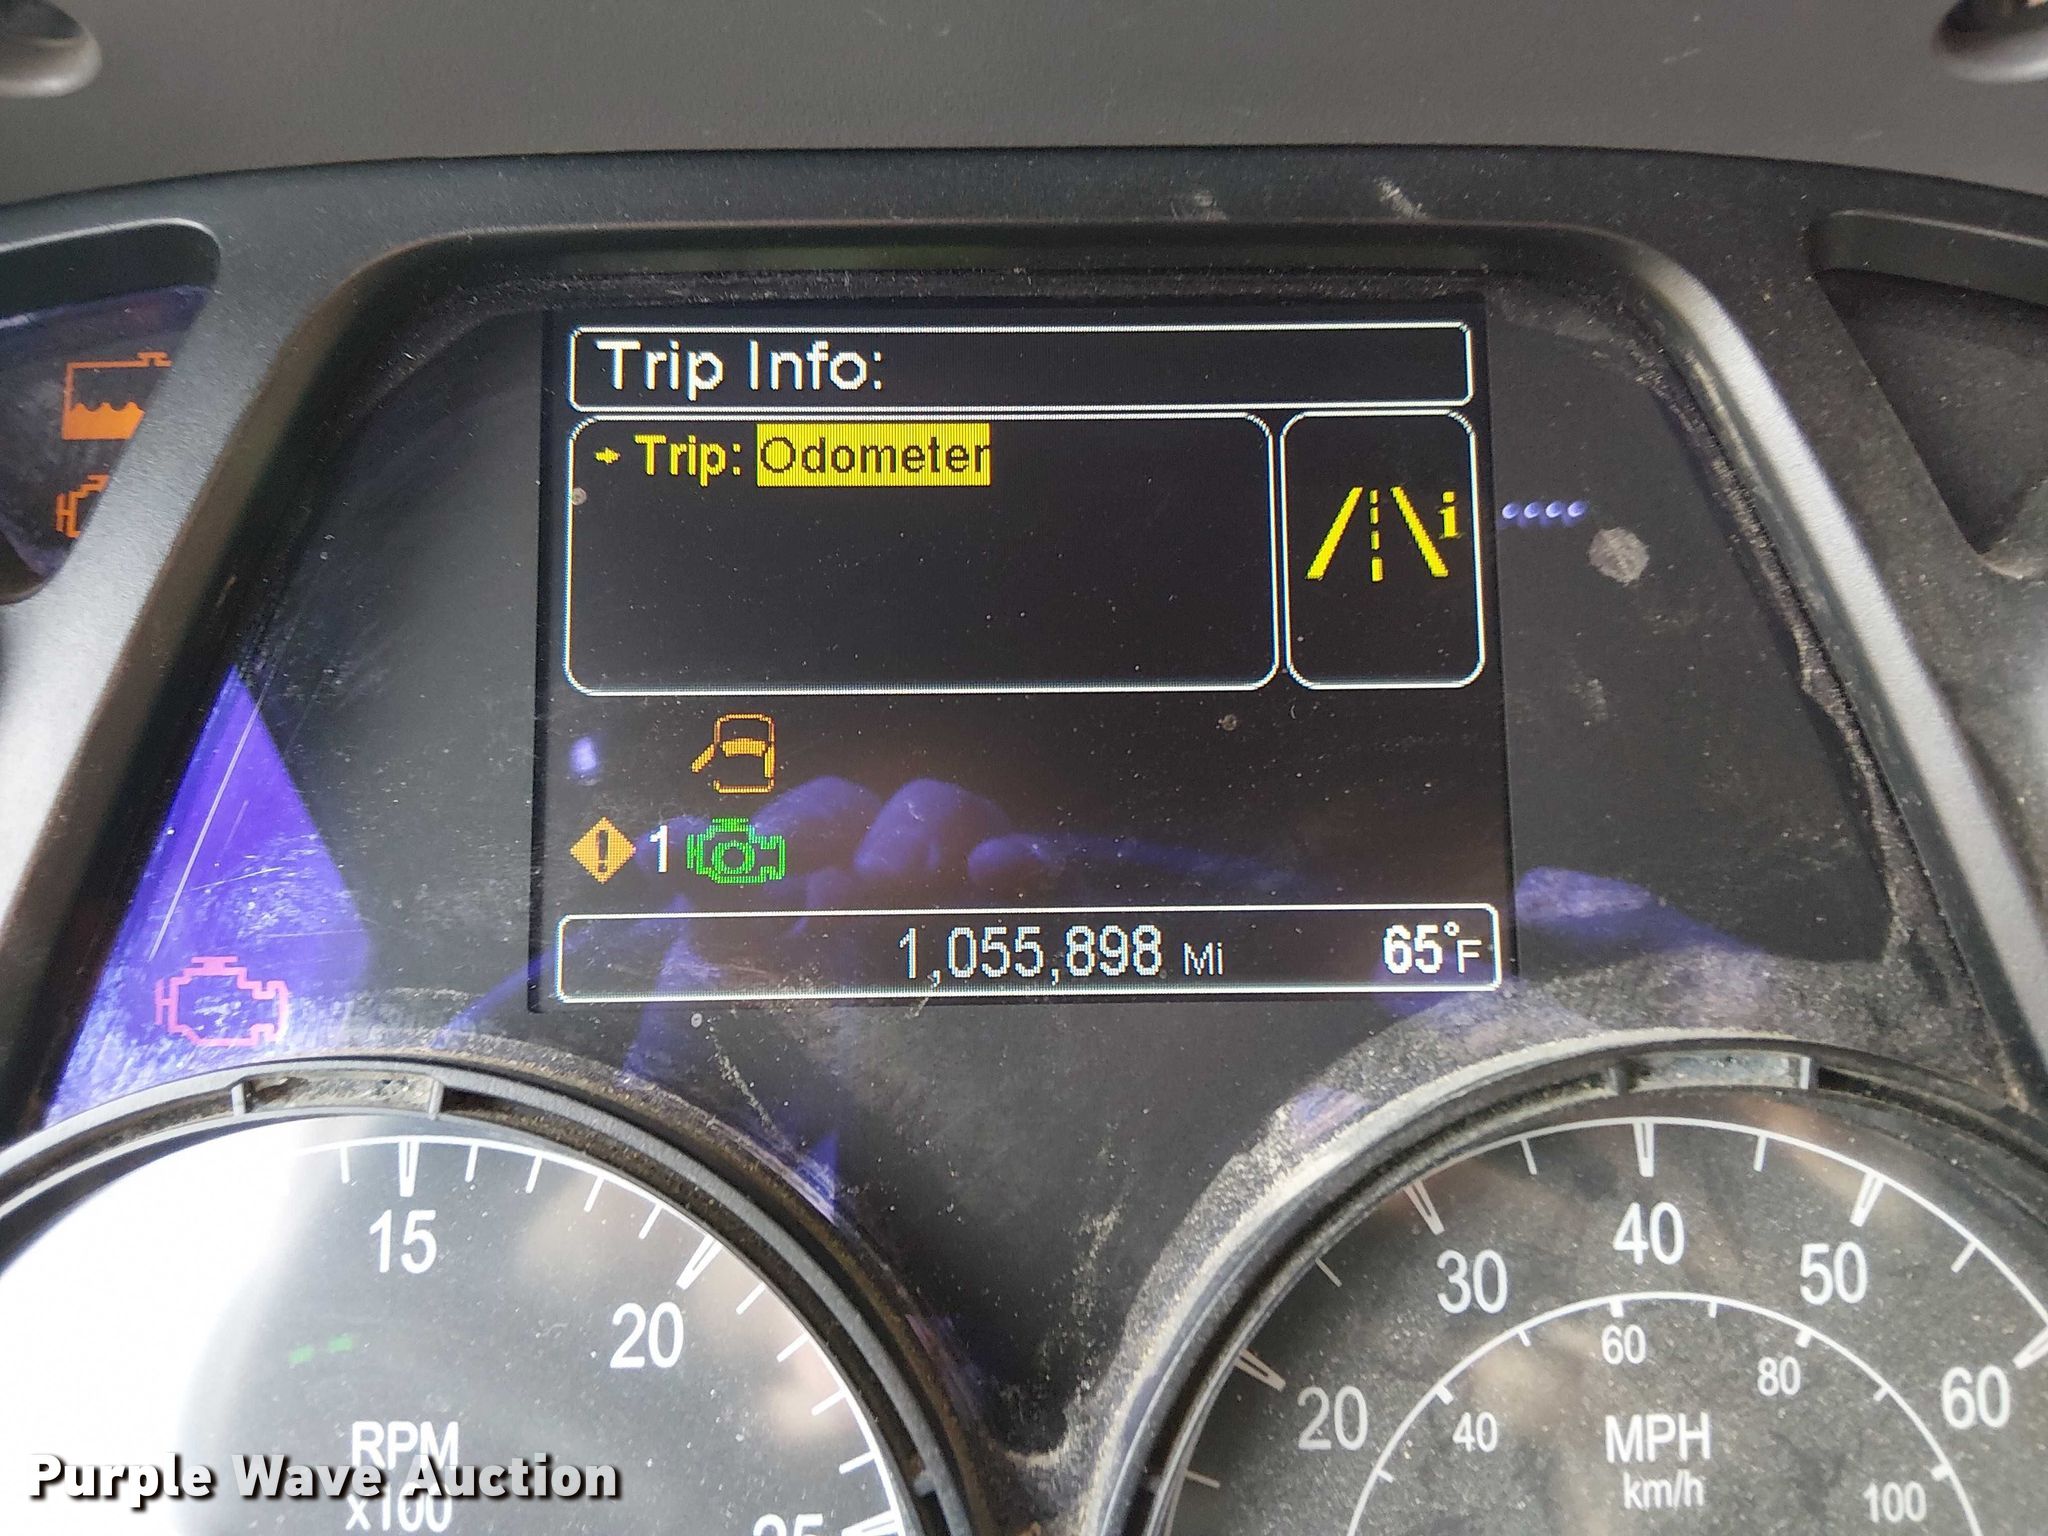 Trip Info:
Trip: Odometer
i
1
1,055,898 Mi 65°F
15
20
25
RPM
x100
20
30
40
50
60
40
60
80
100
MPH
km/h
Purple Wave Auction